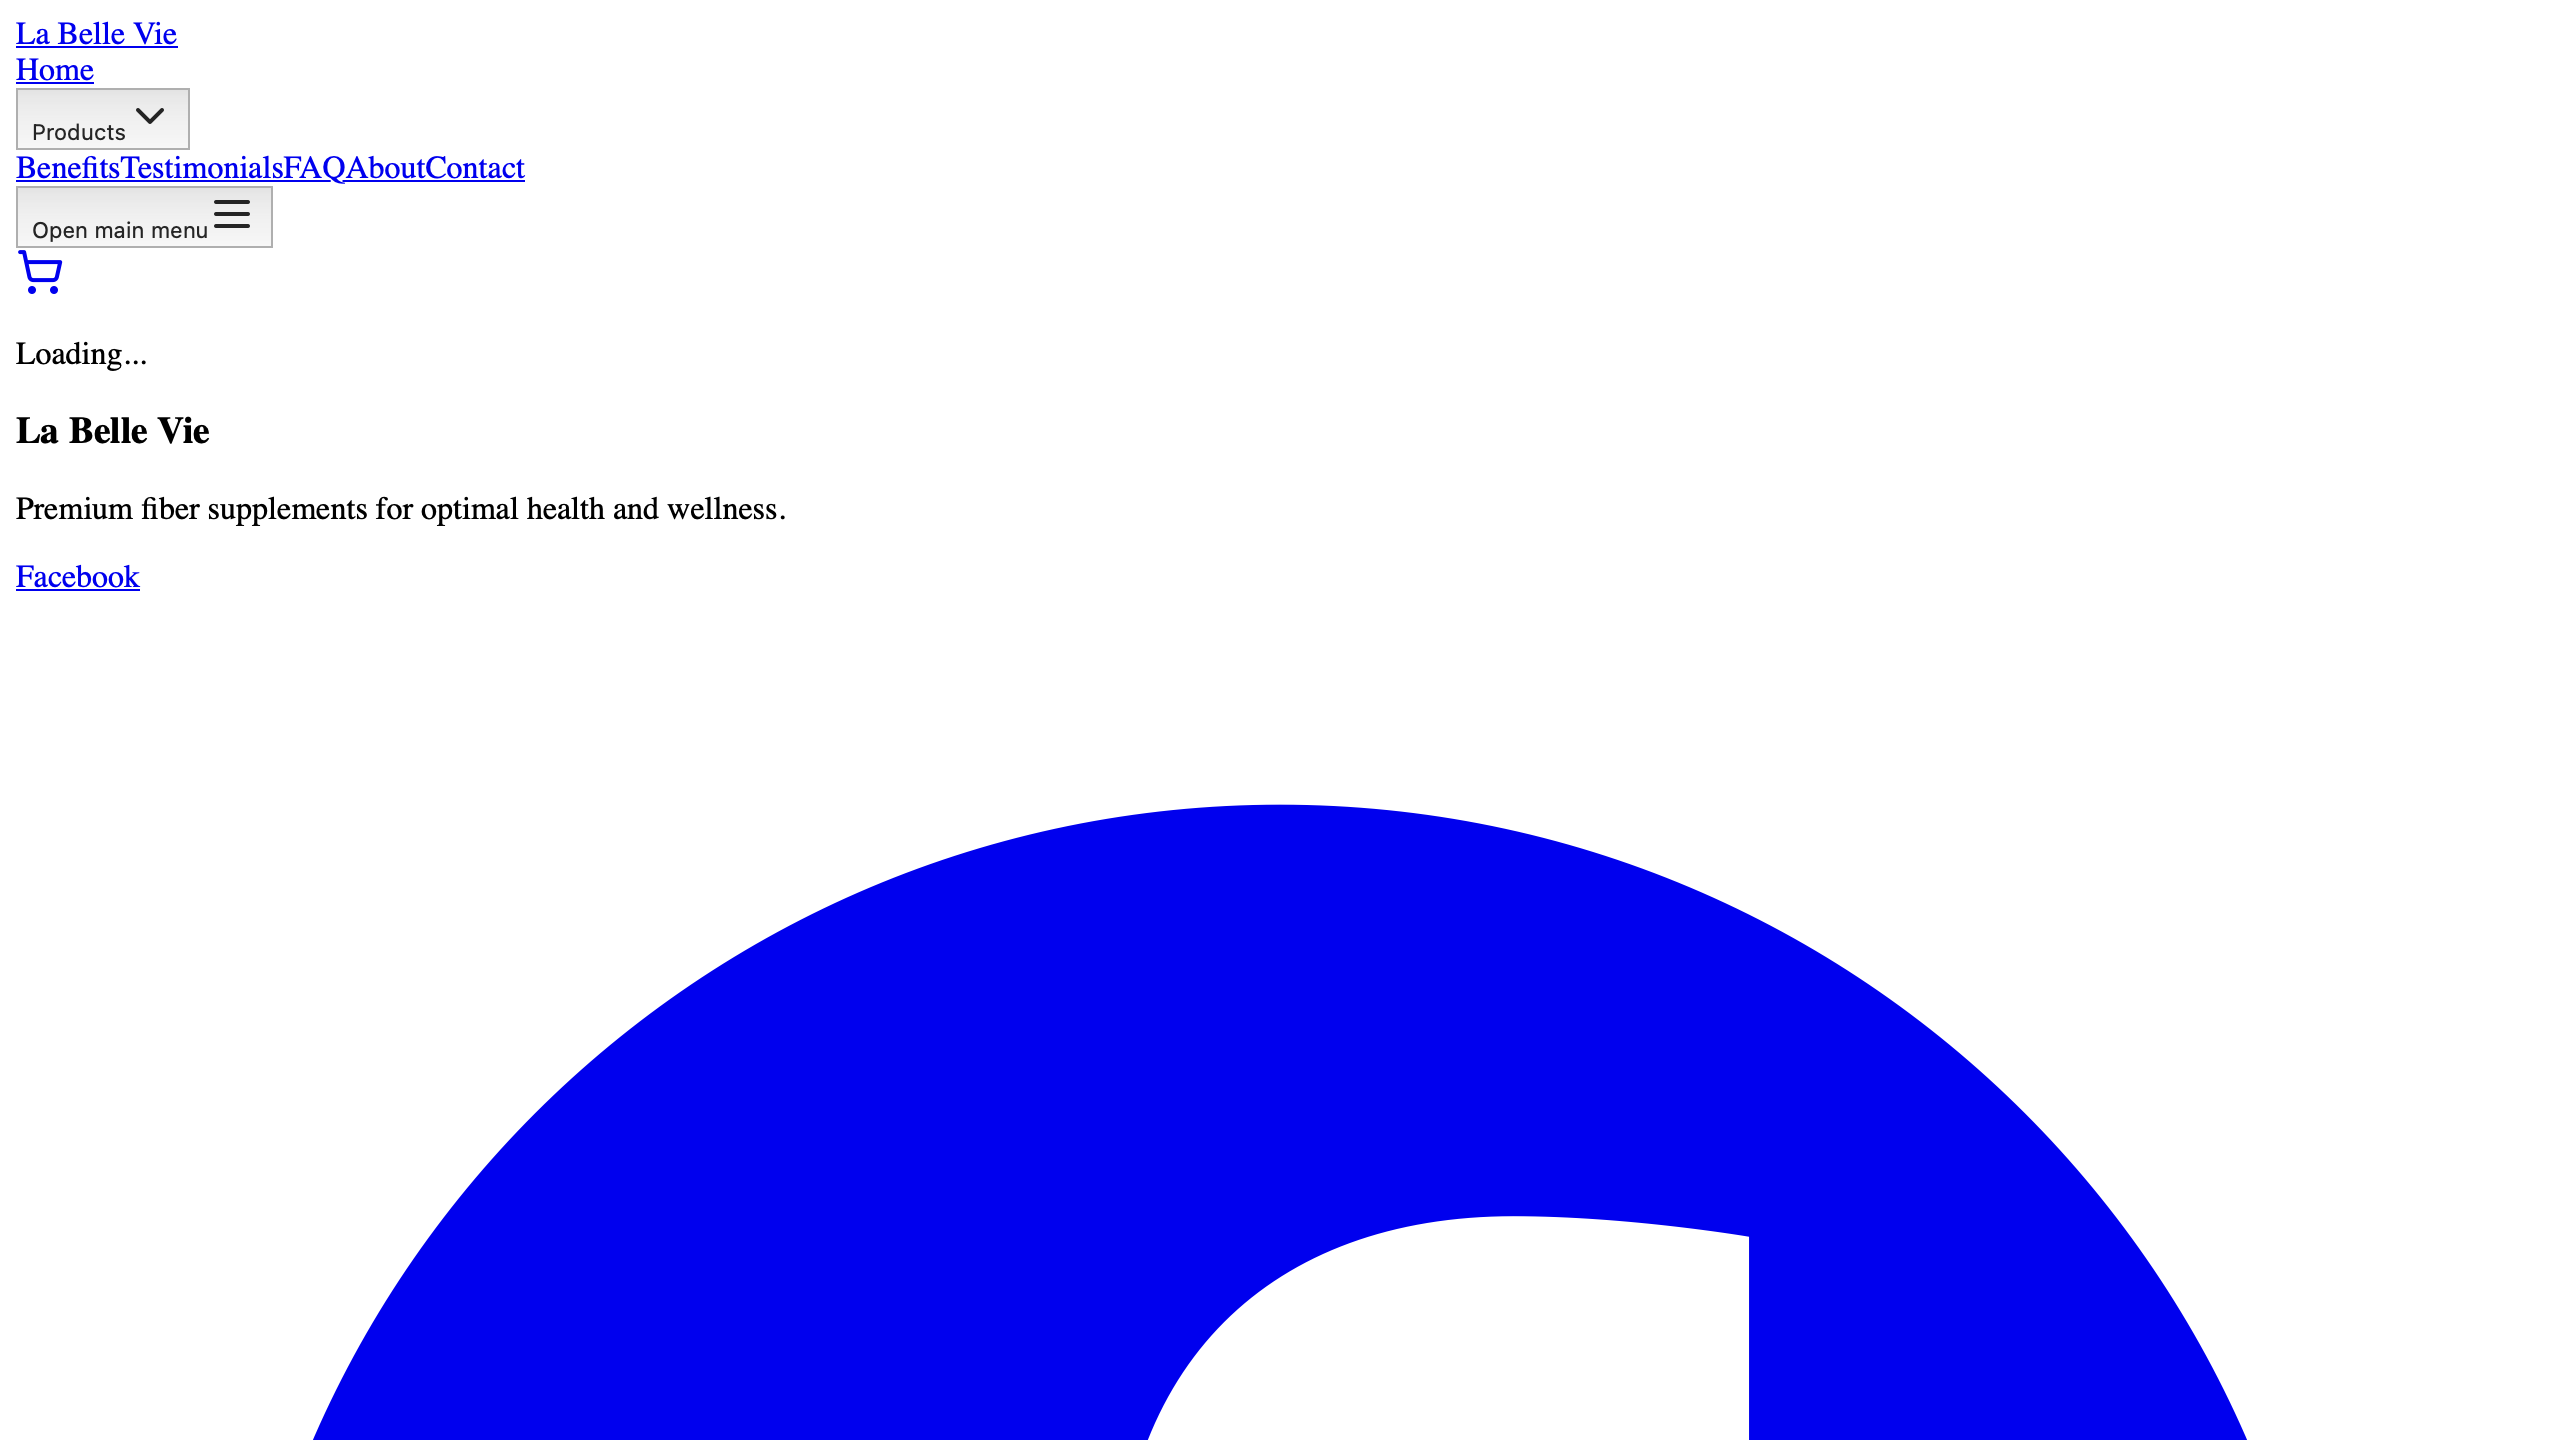 La Belle Vie
Home
Products
BenefitsTestimonialsFAQAboutContact
Open main menu
Loading...
La Belle Vie
Premium fiber supplements for optimal health and wellness.
Facebook